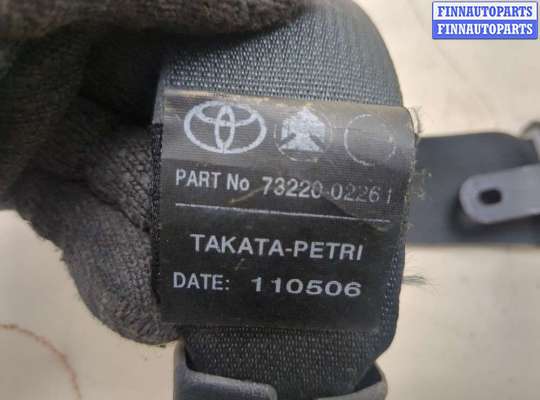 FINNAUTOPARTS
FINNAUTOPARTS
PART No 73220-02261
TAKATA-PETRI
DATE: 110506